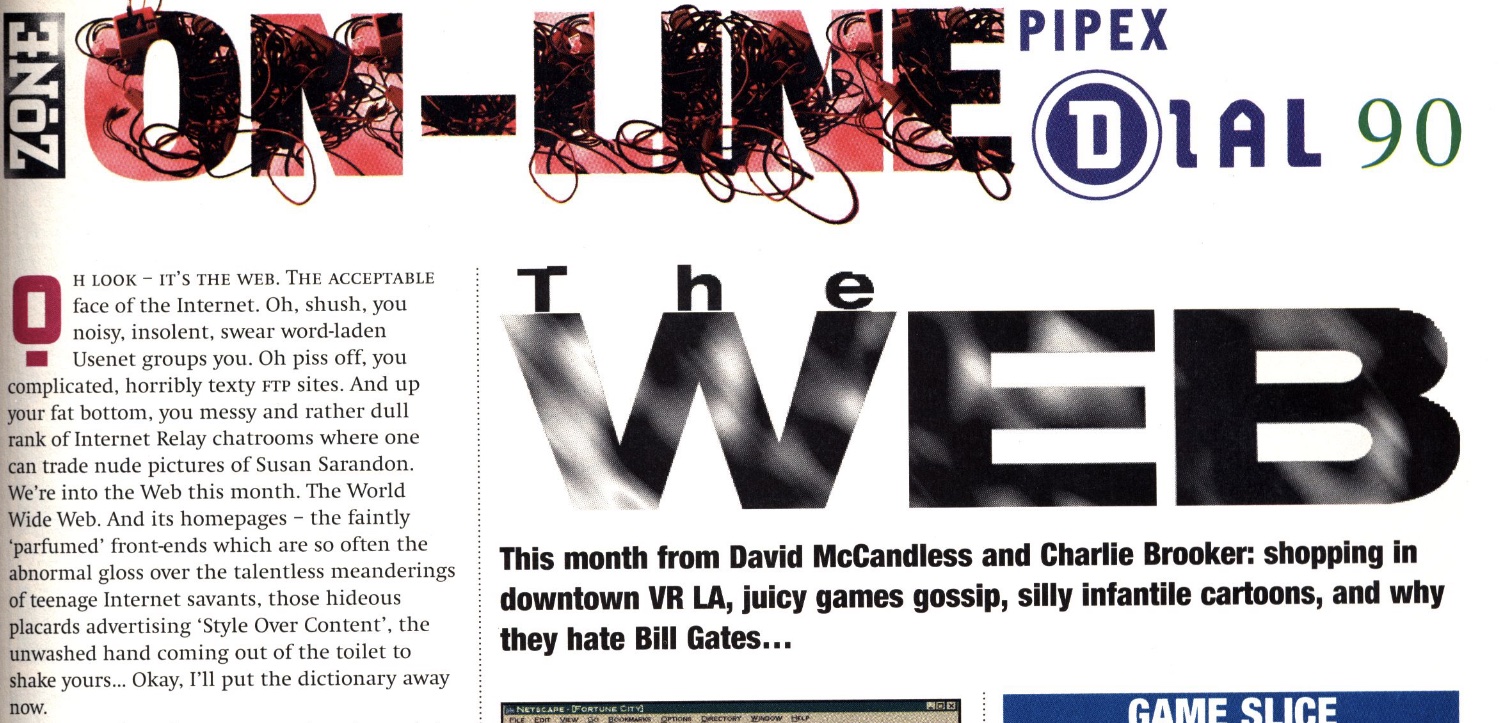 ZONE
ON-LINE
PIPEX
DIAL 90
OH LOOK – IT'S THE WEB. THE ACCEPTABLE
face of the Internet. Oh, shush, you
noisy, insolent, swear word-laden
Usenet groups you. Oh piss off, you
complicated, horribly texty FTP sites. And up
your fat bottom, you messy and rather dull
rank of Internet Relay chatrooms where one
can trade nude pictures of Susan Sarandon.
We're into the Web this month. The World
Wide Web. And its homepages – the faintly
'parfumed' front-ends which are so often the
abnormal gloss over the talentless meanderings
of teenage Internet savants, those hideous
placards advertising 'Style Over Content', the
unwashed hand coming out of the toilet to
shake yours... Okay, I'll put the dictionary away
now.
The
WEB
This month from David McCandless and Charlie Brooker: shopping in
downtown VR LA, juicy games gossip, silly infantile cartoons, and why
they hate Bill Gates...
NETSCAPE - [FORTUNE CITY]
FILE EDIT VIEW GO BOOKMARKS OPTIONS DIRECTORY WINDOW HELP
GAME SLICE